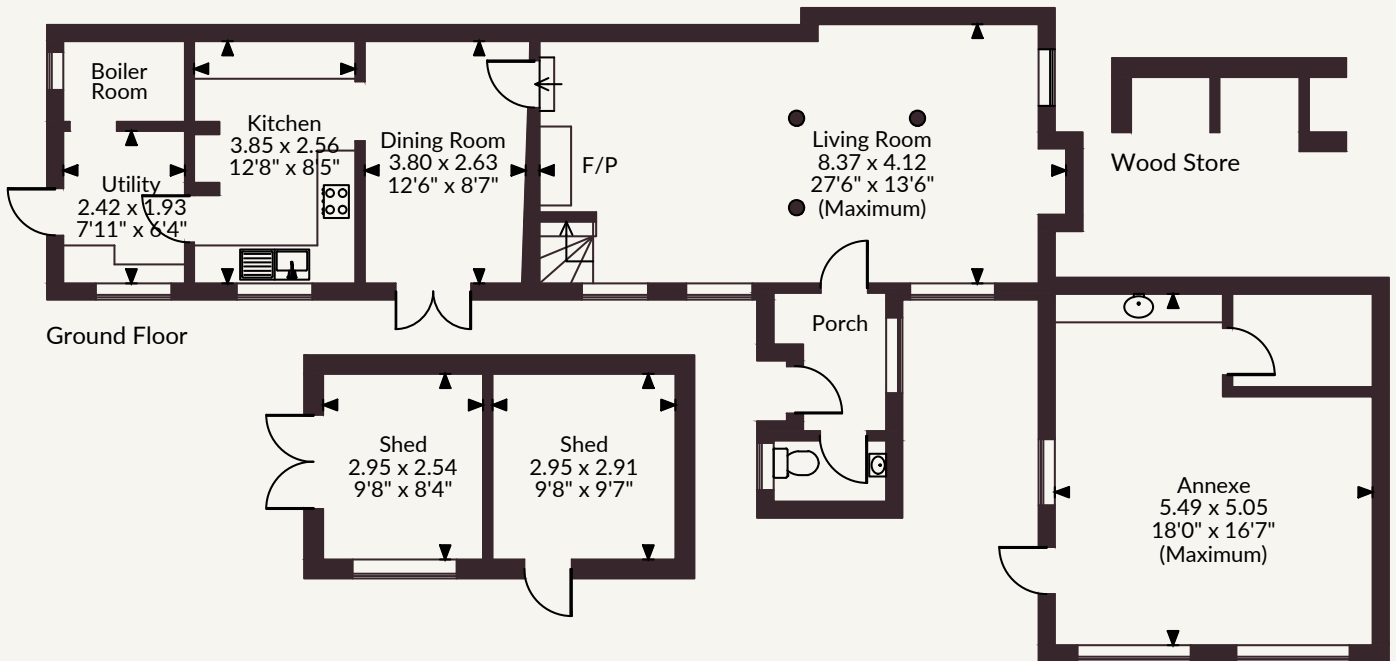 Boiler
Room
Kitchen
3.85 x 2.56
12'8" x 8'5"
Dining Room
3.80 x 2.63
12'6" x 8'7"
F/P
Living Room
8.37 x 4.12
27'6" x 13'6"
(Maximum)
Wood Store
Utility
2.42 x 1.93
7'11" x 6'4"
Ground Floor
Porch
Shed
2.95 x 2.54
9'8" x 8'4"
Shed
2.95 x 2.91
9'8" x 9'7"
Annexe
5.49 x 5.05
18'0" x 16'7"
(Maximum)